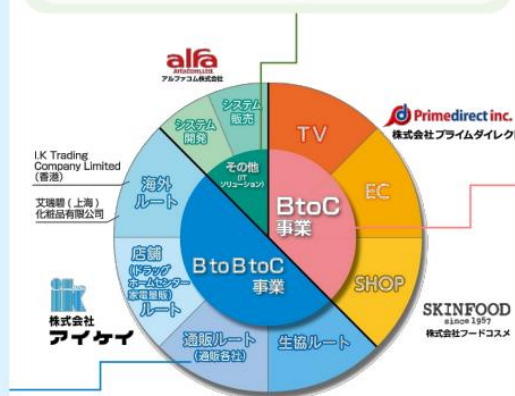 alfa
アルファコム株式会社
システム
販売
システム
開発
その他
(IT
ソリューション)
TV
Primedirect inc.
株式会社プライムダイレク
EC
BtoC
事業
SHOP
SKINFOOD
since 1957
株式会社フードコスメ
I.K Trading
Company Limited
(香港)
艾瑞碧(上海)
化粧品有限公司
海外
ルート
BtoBtoC
事業
店舗
(ドラッグ
ホームセンター
家電量販)
ルート
ik
株式会社
アイケイ
通販ルート
(通販各社)
生協ルート